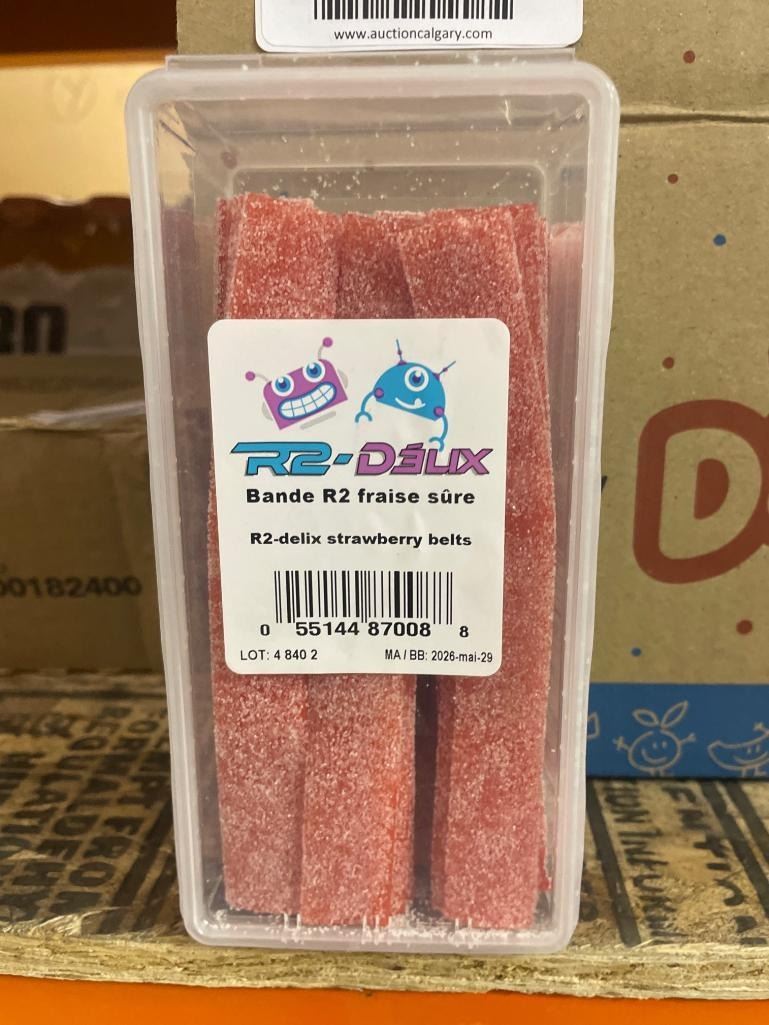 www.auctioncalgary.com
R2-DÉLIX
Bande R2 fraise sûre
R2-delix strawberry belts
0 55144 87008 8
LOT: 4 840 2 MA / BB: 2026-mai-29
00182400
D